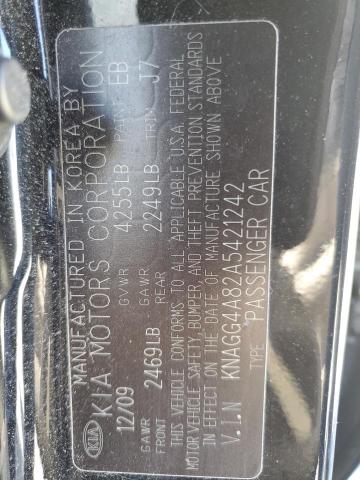 MANUFACTURED IN KOREA BY
KIA KIA MOTORS CORPORATION
12/09 GVWR 4255LB PAINT EB
GAWR FRONT 2469LB GAWR REAR 2249LB TRIM J7
THIS VEHICLE CONFORMS TO ALL APPLICABLE U.S.A. FEDERAL
MOTOR VEHICLE SAFETY, BUMPER AND THEFT PREVENTION STANDARDS
IN EFFECT ON THE DATE OF MANUFACTURE SHOWN ABOVE
V.I.N KNAGG4A82A5421242
TYPE PASSENGER CAR